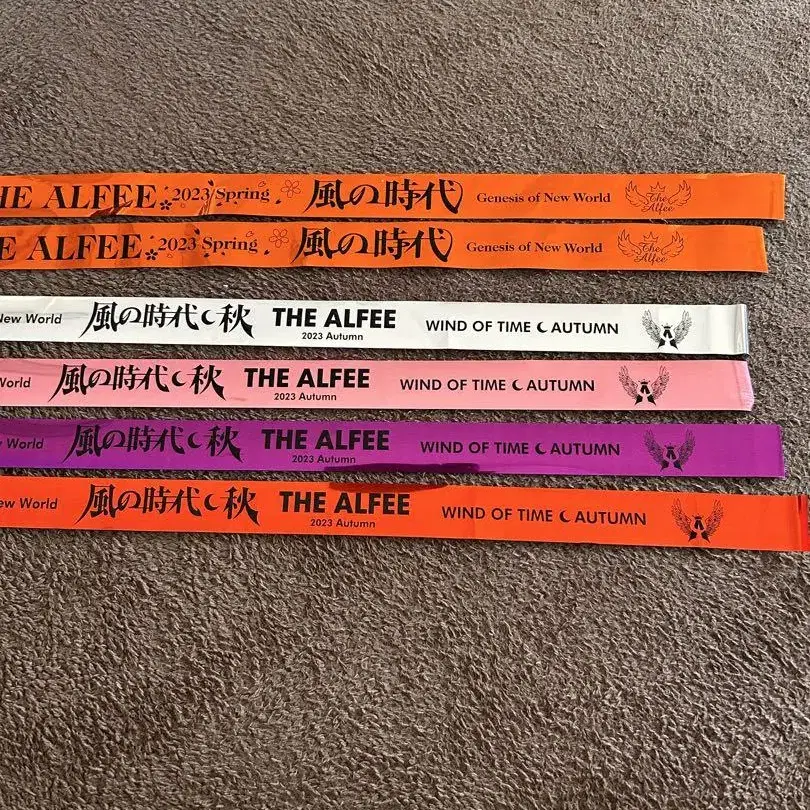 HE ALFEE 2023 Spring 風の時代 Genesis of New World The Alfee
E ALFEE 2023 Spring 風の時代 Genesis of New World The Alfee
New World 風の時代 秋 THE ALFEE WIND OF TIME AUTUMN
2023 Autumn
World 風の時代 秋 THE ALFEE WIND OF TIME AUTUMN
2023 Autumn
w World 風の時代 秋 THE ALFEE WIND OF TIME AUTUMN
2023 Autumn
ew World 風の時代 秋 THE ALFEE WIND OF TIME AUTUMN
2023 Autumn